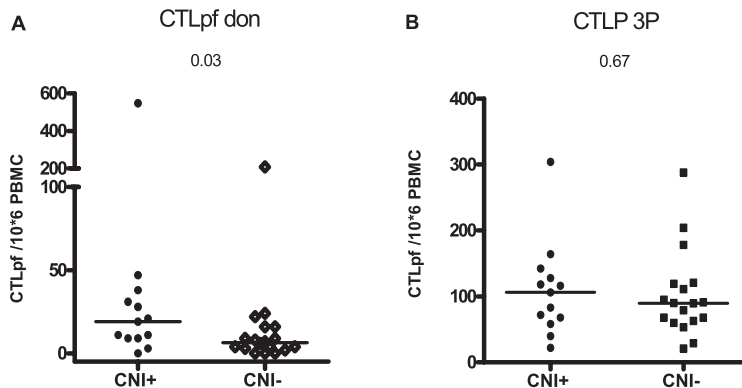 A
CTLpf don
0.03
CTLpf /10*6 PBMC
600
400
200
100
50
0
CNI+
CNI-
B
CTLP 3P
0.67
CTLpf /10*6 PBMC
400
300
200
100
0
CNI+
CNI-